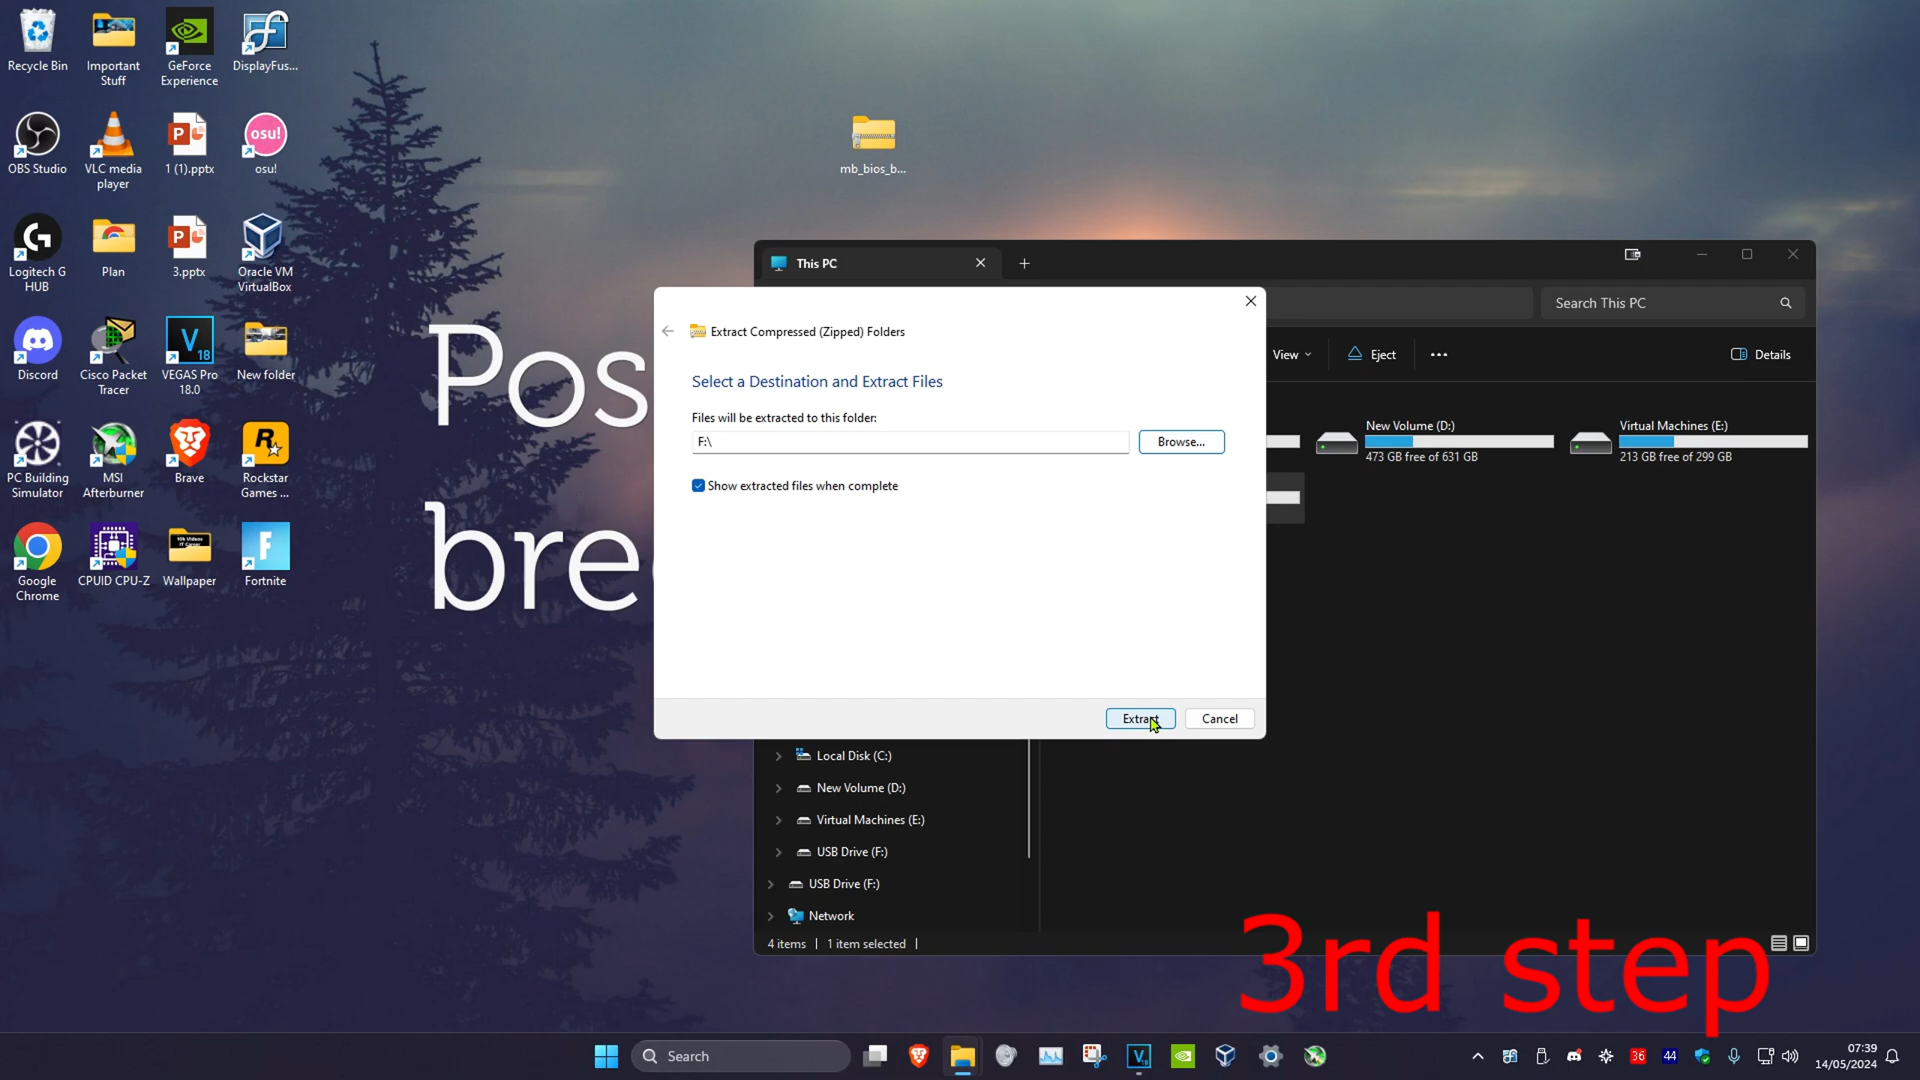 Recycle Bin
Important
Stuff
GeForce
Experience
DisplayFus...
OBS Studio
VLC media
player
1 (1).pptx
osu!
osu!
mb_bios_b...
Logitech G
HUB
Plan
3.pptx
Oracle VM
VirtualBox
Discord
Cisco Packet
Tracer
V
18
VEGAS Pro
18.0
New folder
PC Building
Simulator
MSI
Afterburner
Brave
Rockstar
Games ...
Google
Chrome
CPUID CPU-Z
Wallpaper
Fortnite
Pos
bre
This PC
Search This PC
View
Eject
Details
Extract Compressed (Zipped) Folders
Select a Destination and Extract Files
Files will be extracted to this folder:
F:\
Browse...
Show extracted files when complete
Extract
Cancel
New Volume (D:)
473 GB free of 631 GB
Virtual Machines (E:)
213 GB free of 299 GB
Local Disk (C:)
New Volume (D:)
Virtual Machines (E:)
USB Drive (F:)
USB Drive (F:)
Network
4 items
1 item selected
3rd step
Search
36
44
07:39
14/05/2024